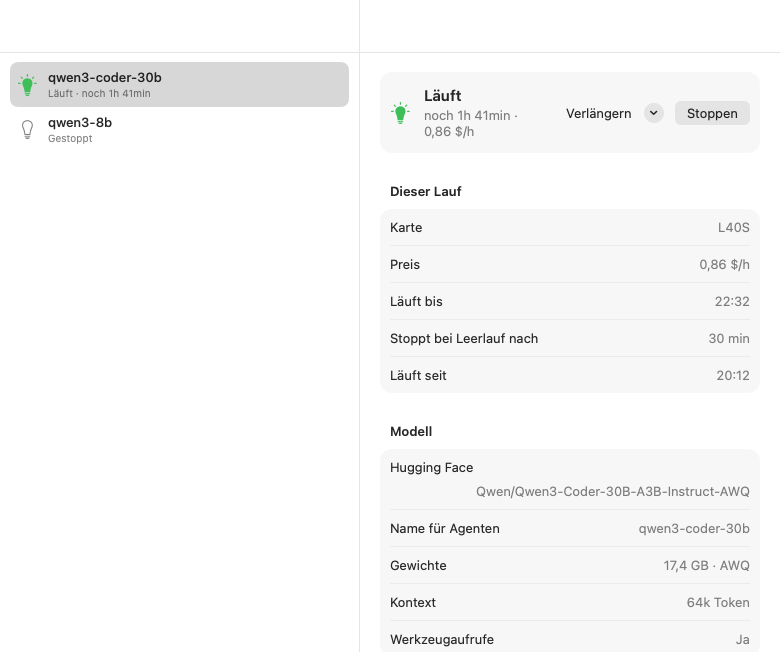 qwen3-coder-30b
Läuft · noch 1h 41min
qwen3-8b
Gestoppt
Läuft
noch 1h 41min ·
0,86 $/h
Verlängern
Stoppen
Dieser Lauf
Karte L40S
Preis 0,86 $/h
Läuft bis 22:32
Stoppt bei Leerlauf nach 30 min
Läuft seit 20:12
Modell
Hugging Face
Qwen/Qwen3-Coder-30B-A3B-Instruct-AWQ
Name für Agenten qwen3-coder-30b
Gewichte 17,4 GB · AWQ
Kontext 64k Token
Werkzeugaufrufe Ja